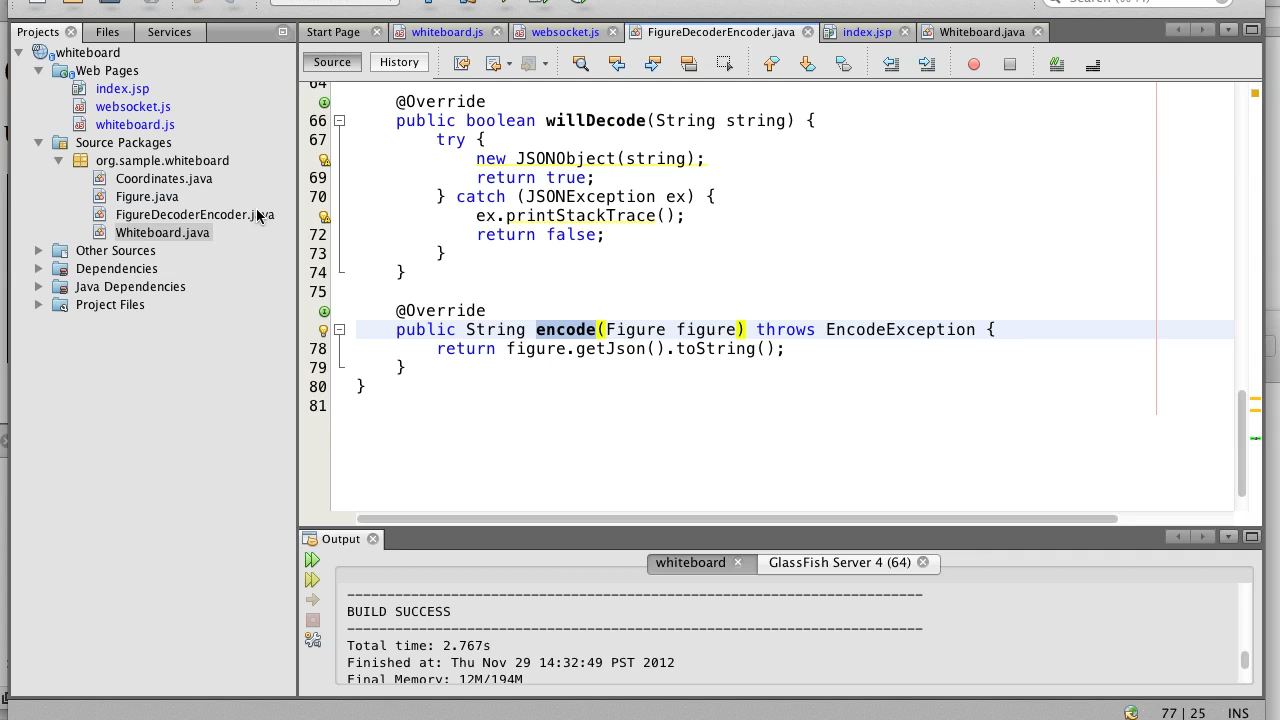 Search (⌘+I)
Projects Files Services
Start Page whiteboard.js websocket.js FigureDecoderEncoder.java index.jsp Whiteboard.java
Source History
whiteboard
Web Pages
index.jsp
websocket.js
whiteboard.js
Source Packages
org.sample.whiteboard
Coordinates.java
Figure.java
FigureDecoderEncoder.java
Whiteboard.java
Other Sources
Dependencies
Java Dependencies
Project Files
64
@Override
66 public boolean willDecode(String string) {
67 try {
new JSONObject(string);
69 return true;
70 } catch (JSONException ex) {
ex.printStackTrace();
72 return false;
73 }
74 }
75
@Override
public String encode(Figure figure) throws EncodeException {
78 return figure.getJson().toString();
79 }
80 }
81
Output
whiteboard GlassFish Server 4 (64)
------------------------------------------------------------------------
BUILD SUCCESS
------------------------------------------------------------------------
Total time: 2.767s
Finished at: Thu Nov 29 14:32:49 PST 2012
Final Memory: 12M/194M
77 | 25 INS